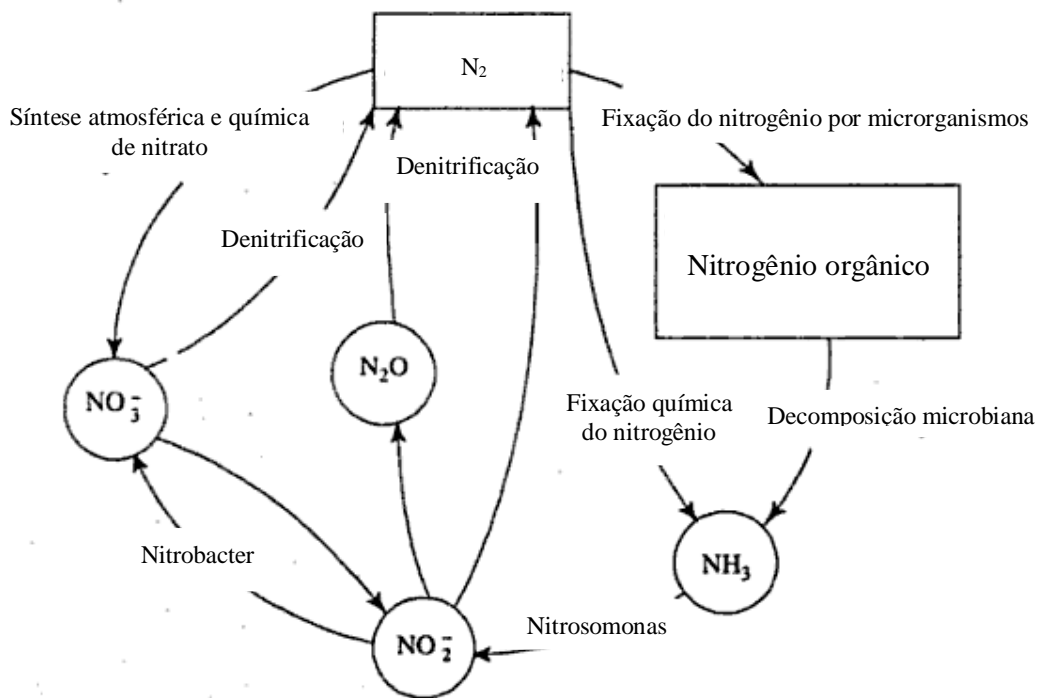 N₂
Síntese atmosférica e química
de nitrato
Fixação do nitrogênio por microrganismos
Denitrificação
Denitrificação
Nitrogênio orgânico
N₂O
NO₃⁻
Fixação química
do nitrogênio
Decomposição microbiana
Nitrobacter
NH₃
Nitrosomonas
NO₂⁻